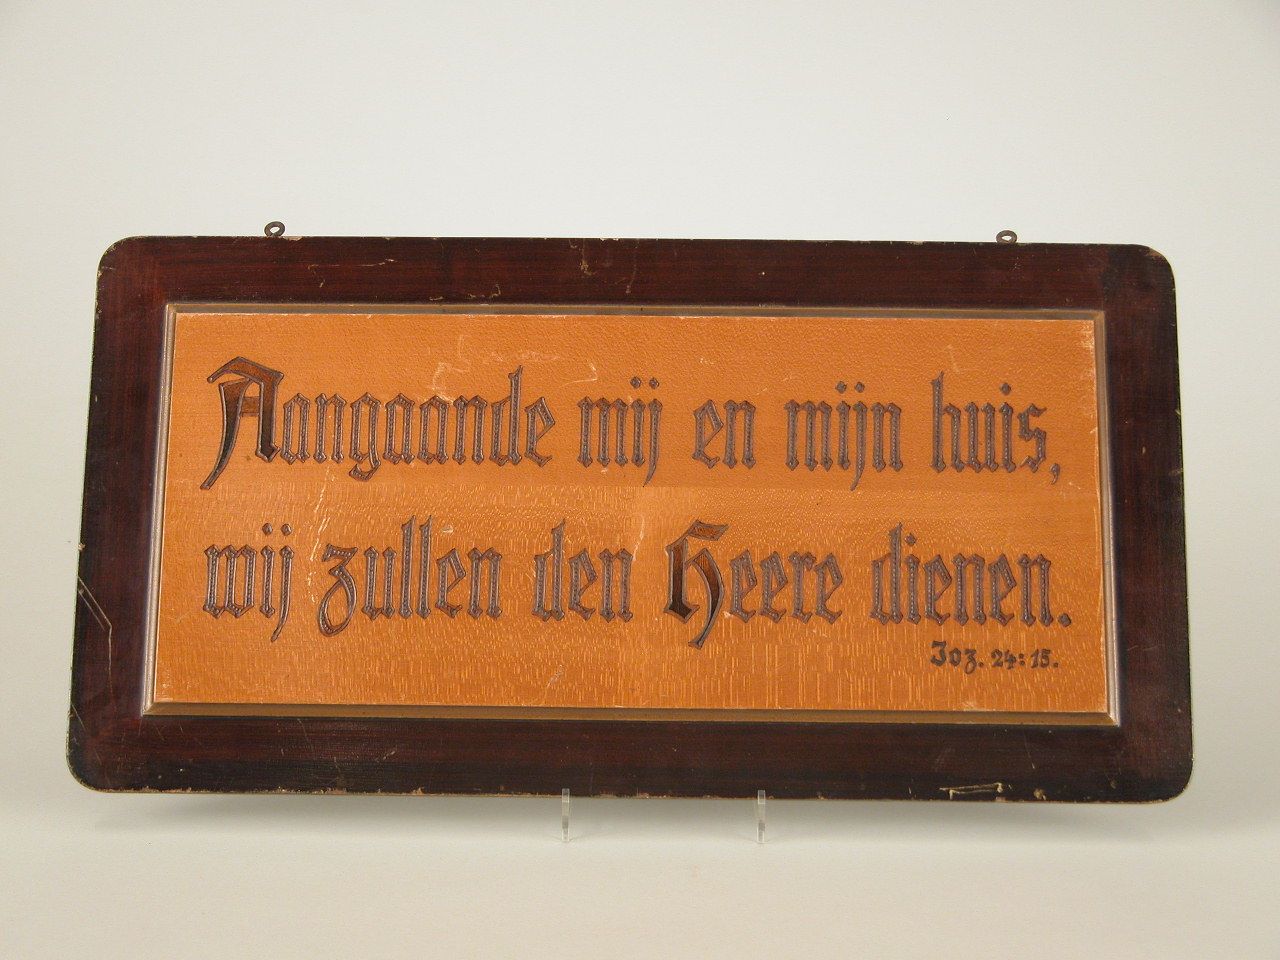 Aangaande mij en mijn huis,
wij zullen den Heere dienen.
Joz. 24:15.